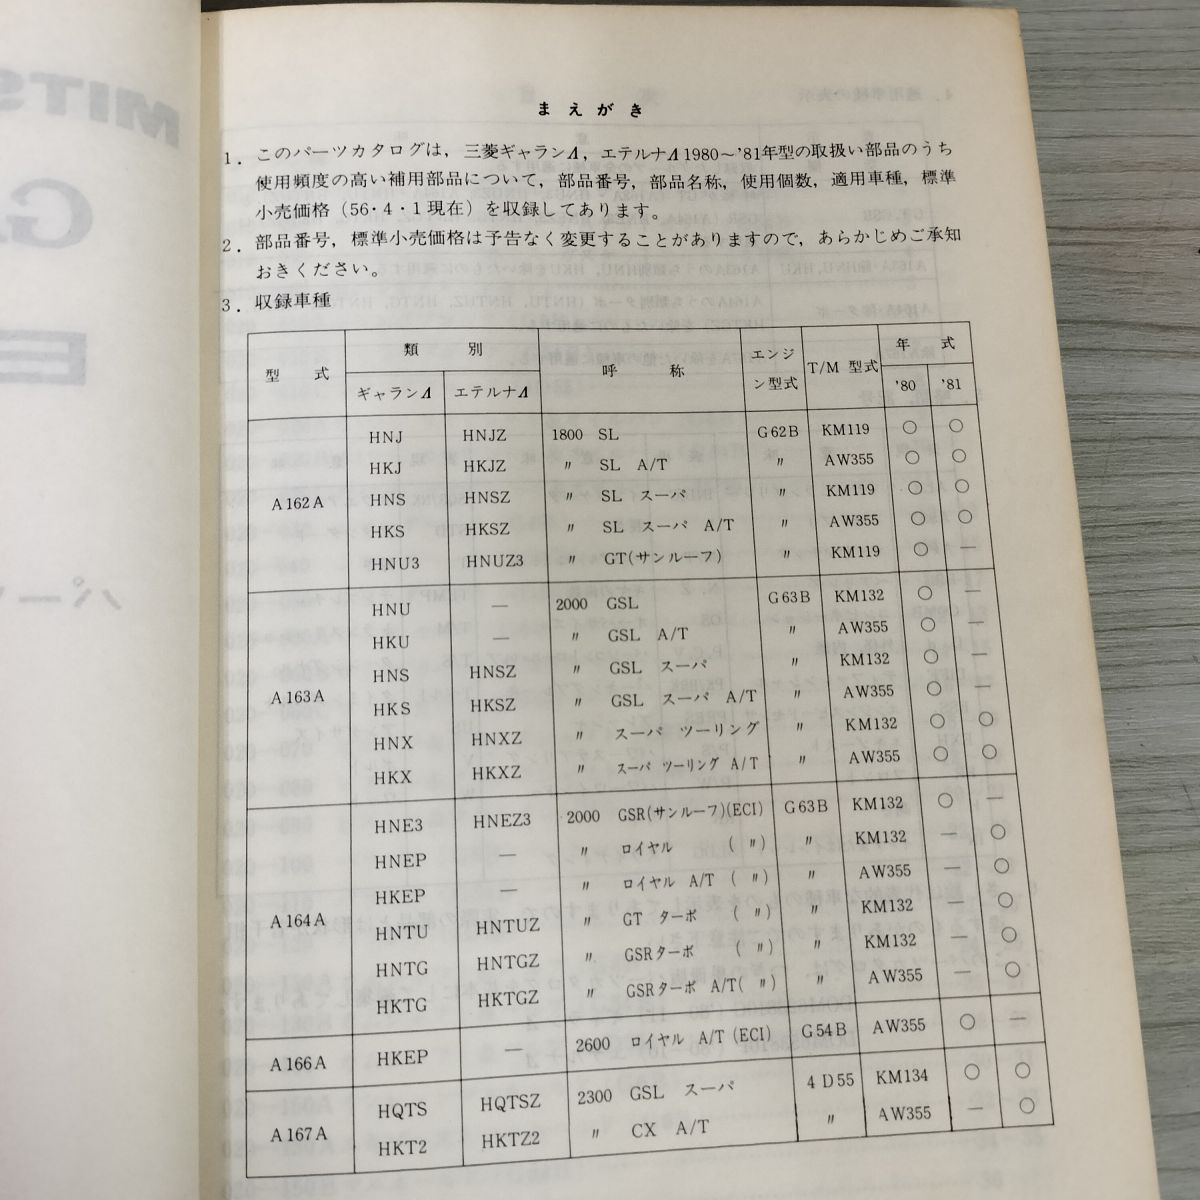 MITS
G
E
パー
まえがき
1. このパーツカタログは，三菱ギャランΛ，エテルナΛ1980〜'81年型の取扱い部品のうち
使用頻度の高い補用部品について，部品番号，部品名称，使用個数，適用車種，標準
小売価格（56・4・1現在）を収録してあります。
2. 部品番号，標準小売価格は予告なく変更することがありますので，あらかじめご承知
おきください。
3. 収録車種
型式 類別 呼称 エンジン型式 T/M 型式 年式
ギャランΛ エテルナΛ '80 '81
A162A HNJ HNJZ 1800 SL G62B KM119 ○ ○
HKJ HKJZ 〃 SL A/T 〃 AW355 ○ ○
HNS HNSZ 〃 SL スーパ 〃 KM119 ○ ○
HKS HKSZ 〃 SL スーパ A/T 〃 AW355 ○ ○
HNU3 HNUZ3 〃 GT(サンルーフ) 〃 KM119 ○ —
A163A HNU — 2000 GSL G63B KM132 ○ —
HKU — 〃 GSL A/T 〃 AW355 ○ —
HNS HNSZ 〃 GSL スーパ 〃 KM132 ○ —
HKS HKSZ 〃 GSL スーパ A/T 〃 AW355 ○ —
HNX HNXZ 〃 スーパ ツーリング 〃 KM132 ○ ○
HKX HKXZ 〃 スーパ ツーリング A/T 〃 AW355 ○ ○
A164A HNE3 HNEZ3 2000 GSR(サンルーフ)(ECI) G63B KM132 ○ —
HNEP — 〃 ロイヤル (〃) KM132 — ○
HKEP — 〃 ロイヤル A/T (〃) 〃 AW355 — ○
HNTU HNTUZ 〃 GT ターボ (〃) 〃 KM132 — ○
HNTG HNTGZ 〃 GSRターボ (〃) 〃 KM132 — ○
HKTG HKTGZ 〃 GSRターボ A/T(〃) 〃 AW355 — ○
A166A HKEP — 2600 ロイヤル A/T (ECI) G54B AW355 ○ —
A167A HQTS HQTSZ 2300 GSL スーパ 4D55 KM134 ○ ○
HKT2 HKTZ2 〃 CX A/T 〃 AW355 — ○